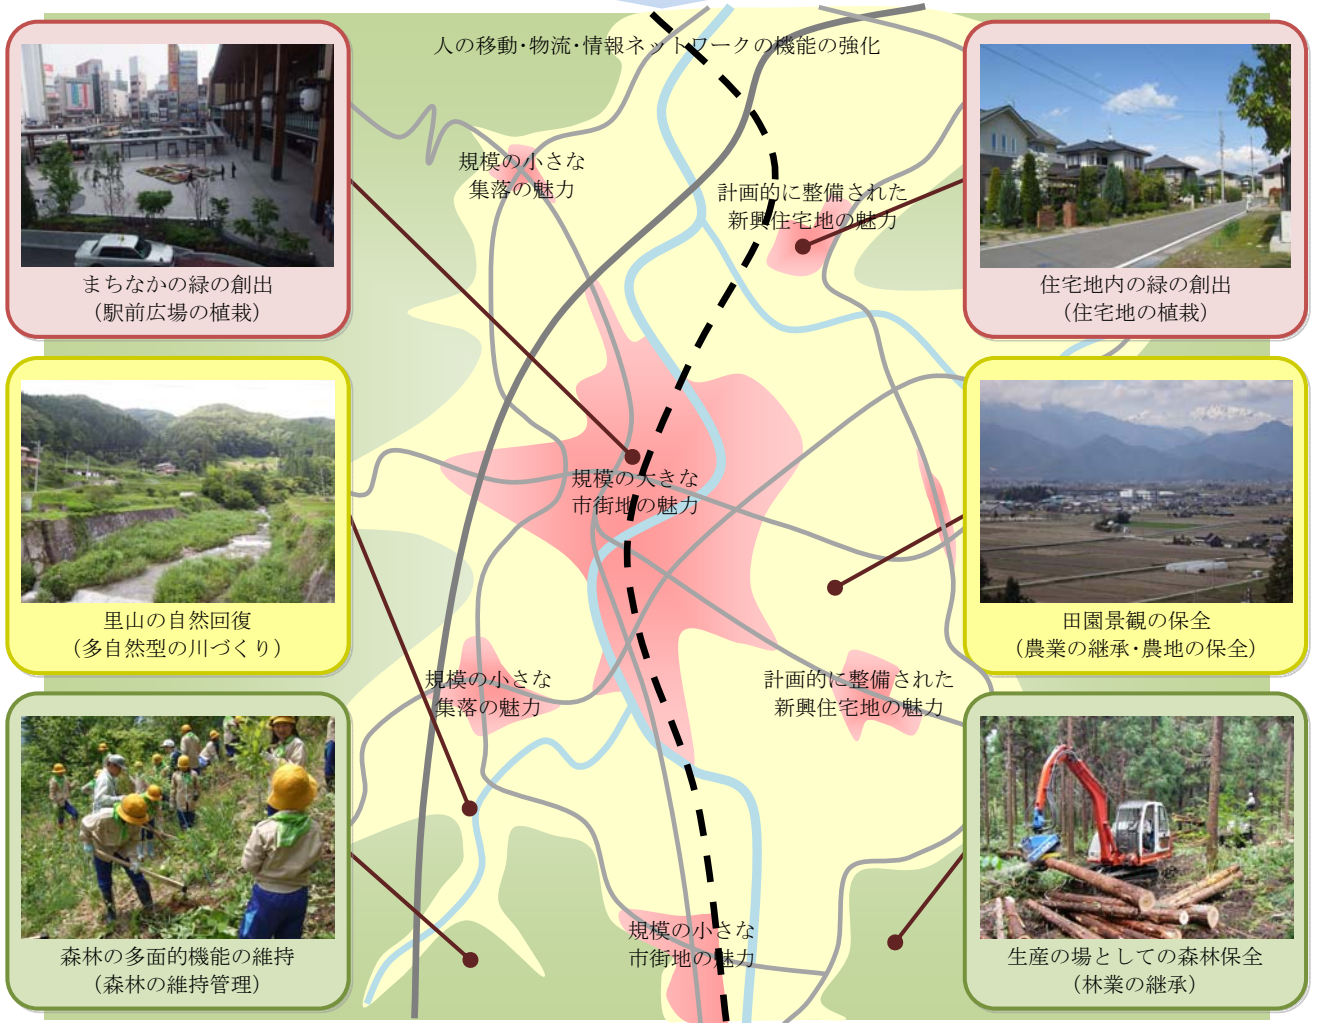 人の移動･物流･情報ネットワークの機能の強化
まちなかの緑の創出
（駅前広場の植栽）
規模の小さな
集落の魅力
計画的に整備された
新興住宅地の魅力
住宅地内の緑の創出
（住宅地の植栽）
里山の自然回復
（多自然型の川づくり）
規模の大きな
市街地の魅力
田園景観の保全
（農業の継承･農地の保全）
規模の小さな
集落の魅力
計画的に整備された
新興住宅地の魅力
森林の多面的機能の維持
（森林の維持管理）
規模の小さな
市街地の魅力
生産の場としての森林保全
（林業の継承）